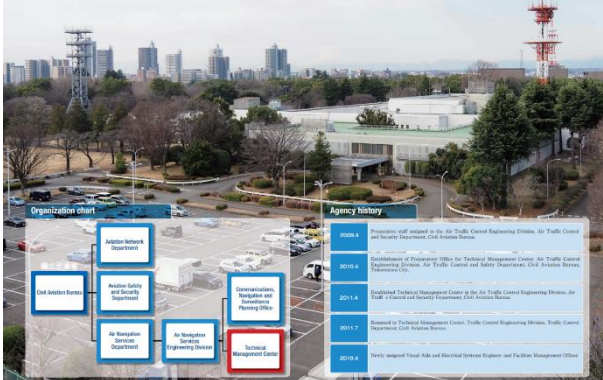 Organization chart
Civil Aviation Bureau
Aviation Network
Department
Aviation Safety
and Security
Department
Air Navigation
Services
Department
Air Navigation
Services
Engineering Division
Communications,
Navigation and
Surveillance
Planning Office
Technical
Management Center
Agency history
2009.4
Preparation staff assigned to the Air Traffic Control Engineering Division, Air Traffic Control
and Security Department, Civil Aviation Bureau.
2010.4
Establishment of Preparatory Office for Technical Management Center, Air Traffic Control
Engineering Division, Air Traffic Control and Safety Department, Civil Aviation Bureau,
Tokorozawa City.
2011.4
Established Technical Management Center in the Air Traffic Control Engineering Division, Air
Traffi c Control and Security Department, Civil Aviation Bureau.
2011.7
Renamed to Technical Management Center, Traffic Control Engineering Division, Traffic Control
Department, Civil Aviation Bureau.
2019.4
Newly assigned Visual Aids and Electrical Systems Engineer and Facilities Management Officer.